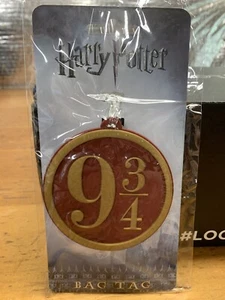 Harry Potter
9 3/4
BAG TAG
#LOO